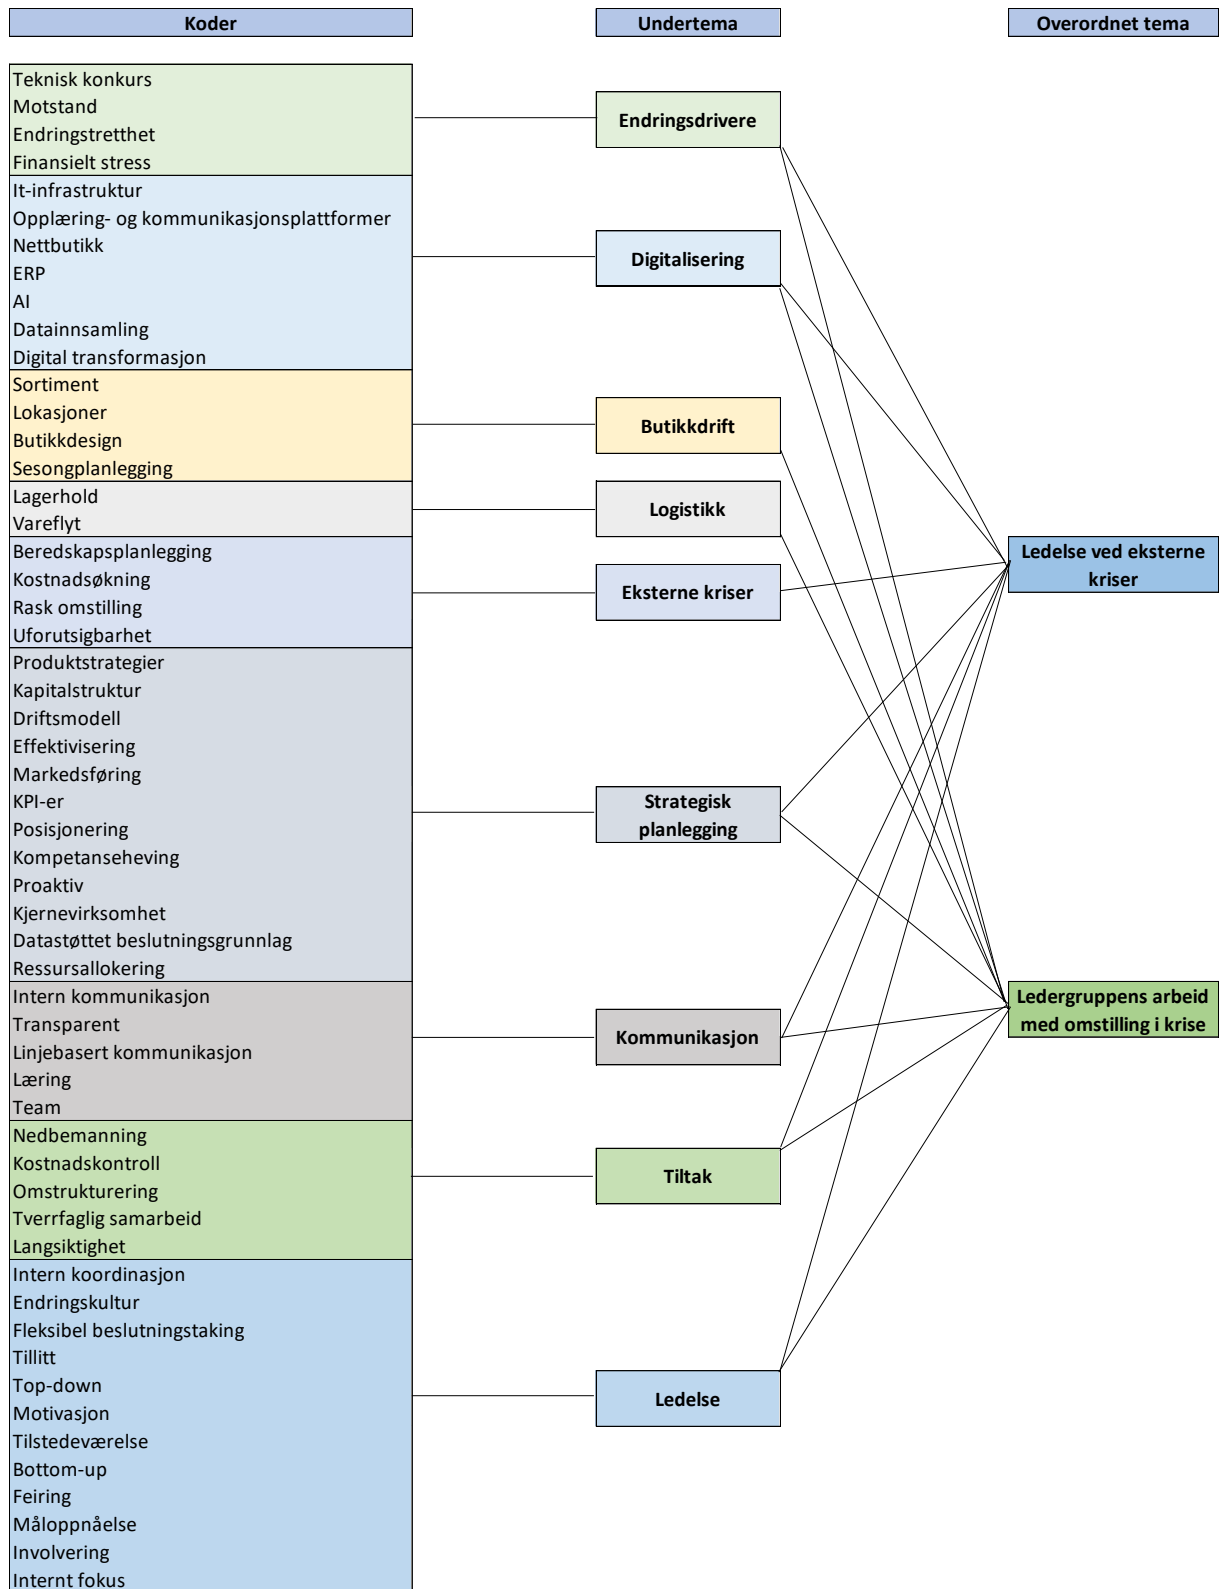 Koder
Undertema
Overordnet tema
Teknisk konkurs
Motstand
Endringstretthet
Finansielt stress
Endringsdrivere
It-infrastruktur
Opplæring- og kommunikasjonsplattformer
Nettbutikk
ERP
AI
Datainnsamling
Digital transformasjon
Digitalisering
Sortiment
Lokasjoner
Butikkdesign
Sesongplanlegging
Butikkdrift
Lagerhold
Vareflyt
Logistikk
Beredskapsplanlegging
Kostnadsøkning
Rask omstilling
Uforutsigbarhet
Eksterne kriser
Produktstrategier
Kapitalstruktur
Driftsmodell
Effektivisering
Markedsføring
KPI-er
Posisjonering
Kompetanseheving
Proaktiv
Kjernevirksomhet
Datastøttet beslutningsgrunnlag
Ressursallokering
Strategisk
planlegging
Intern kommunikasjon
Transparent
Linjebasert kommunikasjon
Læring
Team
Kommunikasjon
Nedbemanning
Kostnadskontroll
Omstrukturering
Tverrfaglig samarbeid
Langsiktighet
Tiltak
Intern koordinasjon
Endringskultur
Fleksibel beslutningstaking
Tillitt
Top-down
Motivasjon
Tilstedeværelse
Bottom-up
Feiring
Måloppnåelse
Involvering
Internt fokus
Ledelse
Ledelse ved eksterne
kriser
Ledergruppens arbeid
med omstilling i krise